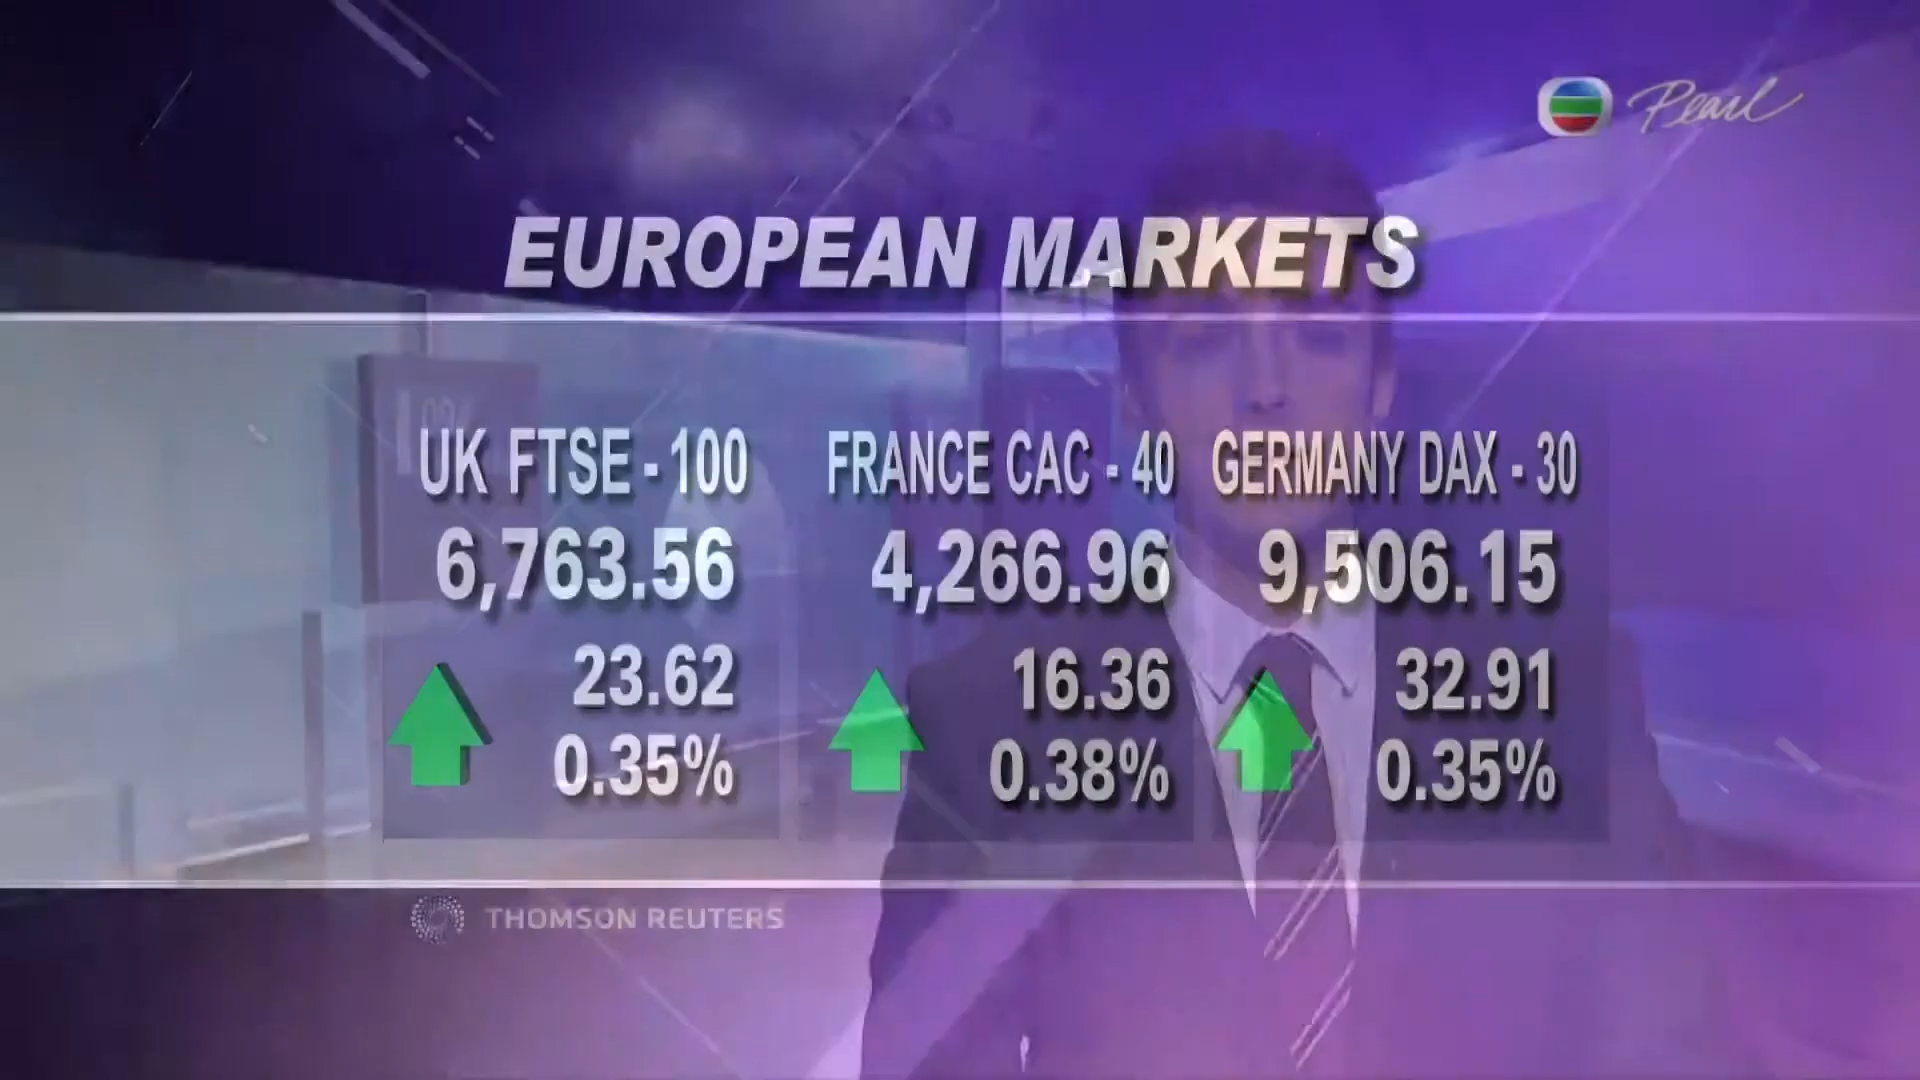 Pearl
EUROPEAN MARKETS
UK FTSE - 100
6,763.56
23.62
0.35%
FRANCE CAC - 40
4,266.96
16.36
0.38%
GERMANY DAX - 30
9,506.15
32.91
0.35%
THOMSON REUTERS